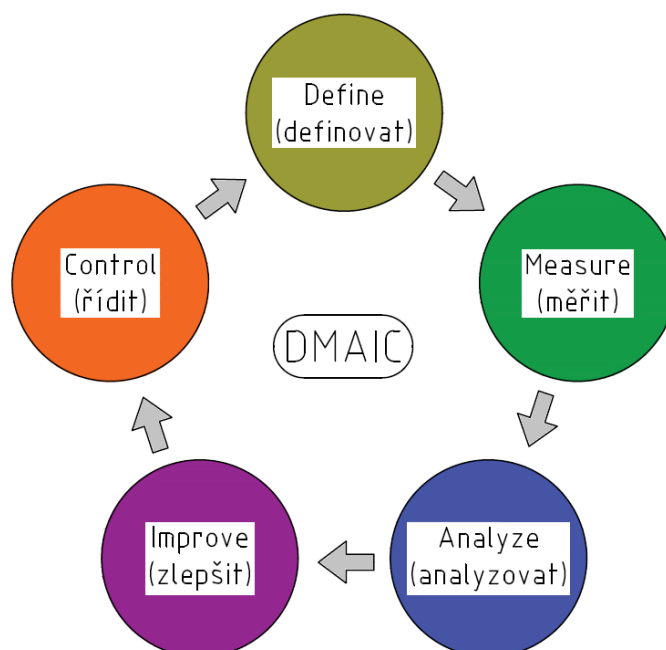 Define
(definovat)
Measure
(měřit)
Analyze
(analyzovat)
Improve
(zlepšit)
Control
(řídit)
DMAIC